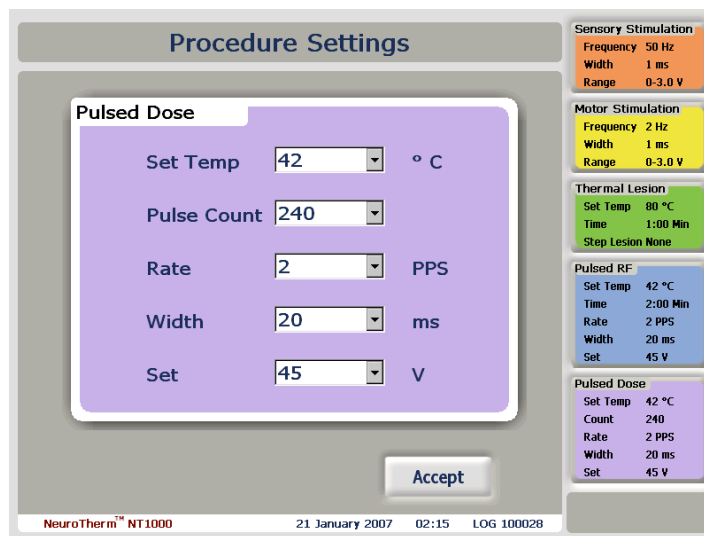 Procedure Settings
Pulsed Dose
Set Temp 42 ° C
Pulse Count 240
Rate 2 PPS
Width 20 ms
Set 45 V
Accept
NeuroTherm™ NT1000 21 January 2007 02:15 LOG 100028
Sensory Stimulation
Frequency 50 Hz
Width 1 ms
Range 0-3.0 V
Motor Stimulation
Frequency 2 Hz
Width 1 ms
Range 0-3.0 V
Thermal Lesion
Set Temp 80 °C
Time 1:00 Min
Step Lesion None
Pulsed RF
Set Temp 42 °C
Time 2:00 Min
Rate 2 PPS
Width 20 ms
Set 45 V
Pulsed Dose
Set Temp 42 °C
Count 240
Rate 2 PPS
Width 20 ms
Set 45 V